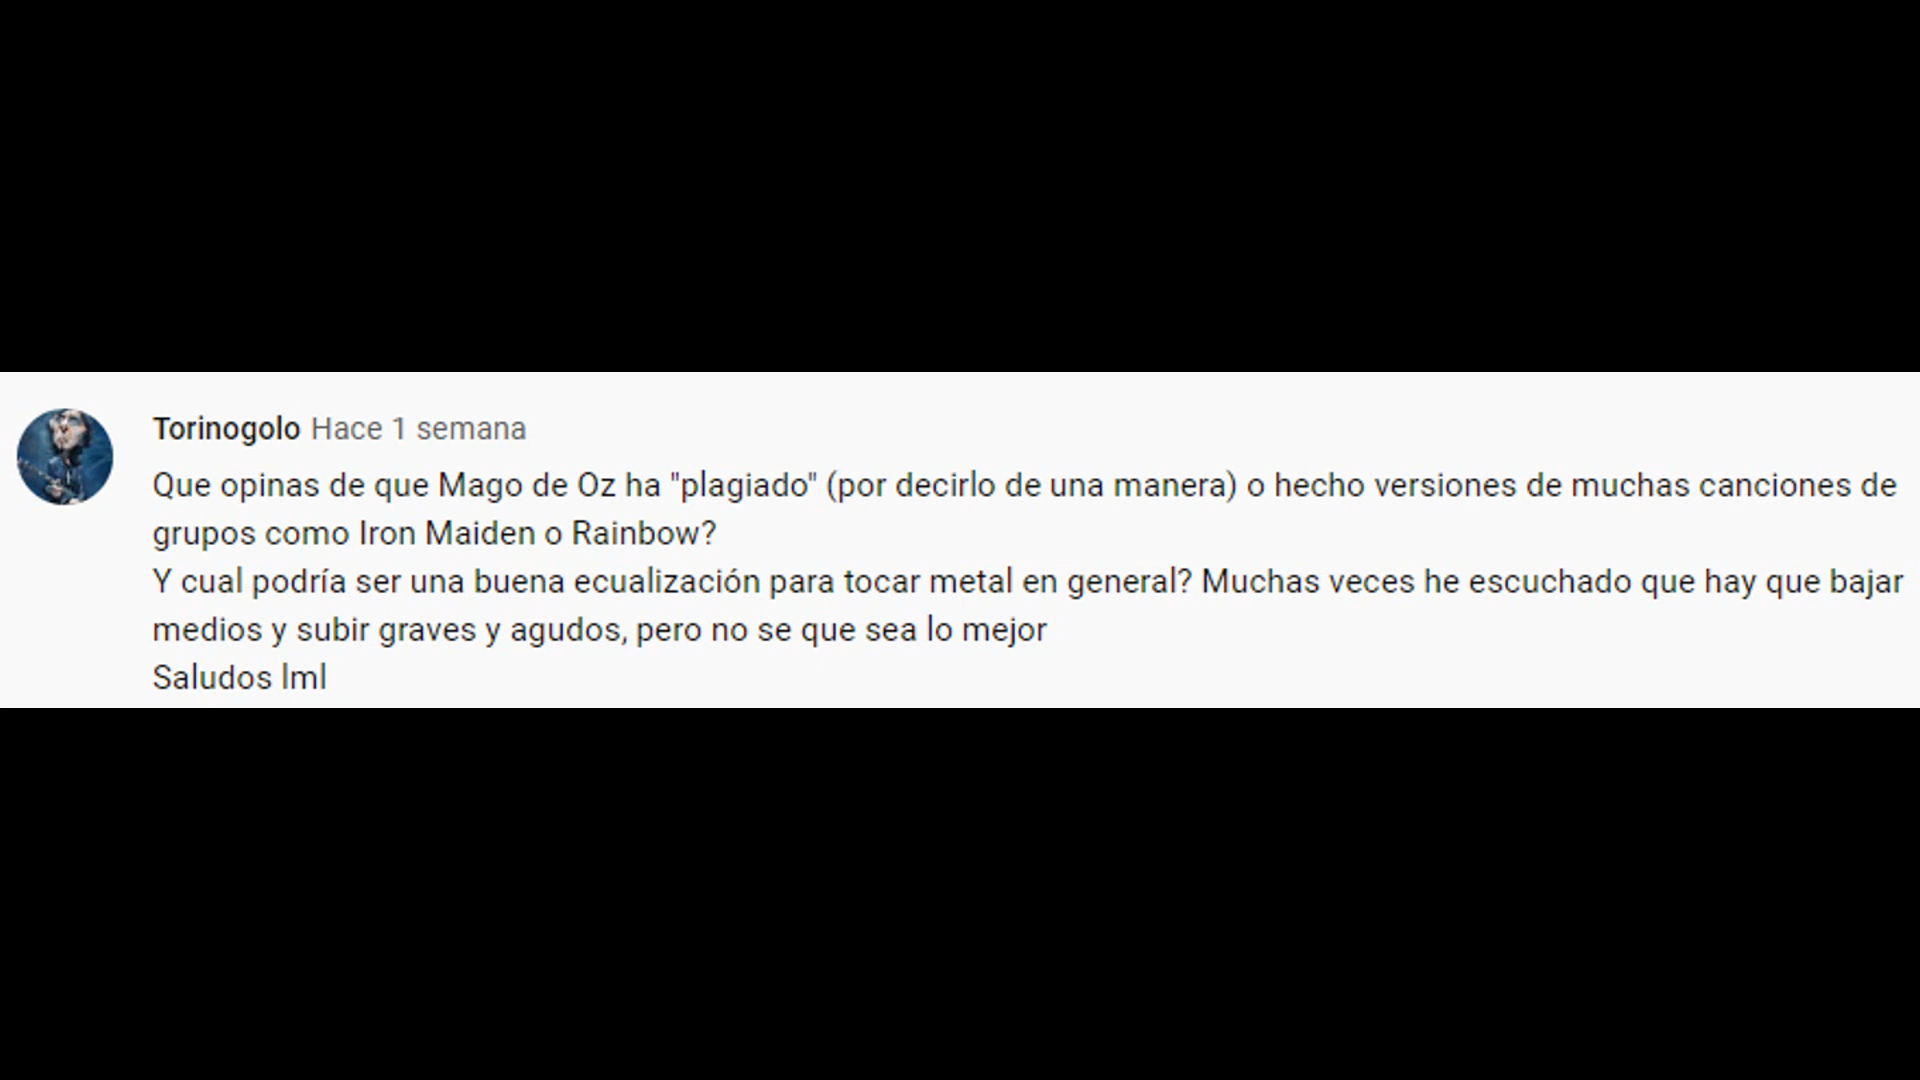 Torinogolo Hace 1 semana
Que opinas de que Mago de Oz ha "plagiado" (por decirlo de una manera) o hecho versiones de muchas canciones de
grupos como Iron Maiden o Rainbow?
Y cual podría ser una buena ecualización para tocar metal en general? Muchas veces he escuchado que hay que bajar
medios y subir graves y agudos, pero no se que sea lo mejor
Saludos lml